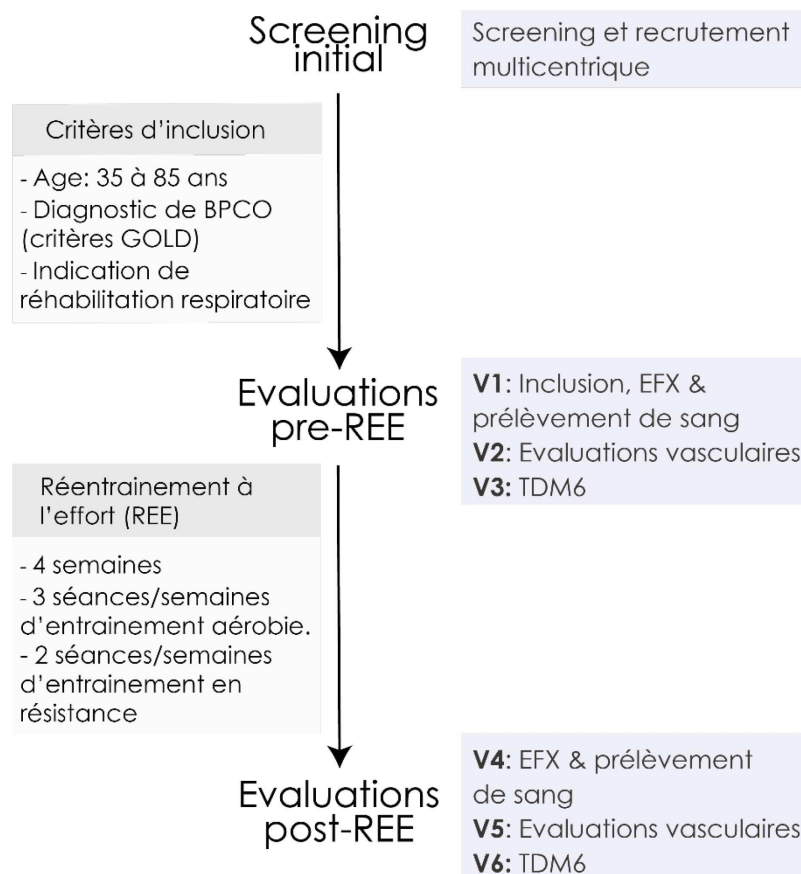 Screening
initial
Screening et recrutement
multicentrique
Critères d'inclusion
- Age: 35 à 85 ans
- Diagnostic de BPCO
(critères GOLD)
- Indication de
réhabilitation respiratoire
Evaluations
pre-REE
V1: Inclusion, EFX &
prélèvement de sang
V2: Evaluations vasculaires
V3: TDM6
Réentrainement à
l'effort (REE)
- 4 semaines
- 3 séances/semaines
d'entrainement aérobie.
- 2 séances/semaines
d'entrainement en
résistance
Evaluations
post-REE
V4: EFX & prélèvement
de sang
V5: Evaluations vasculaires
V6: TDM6